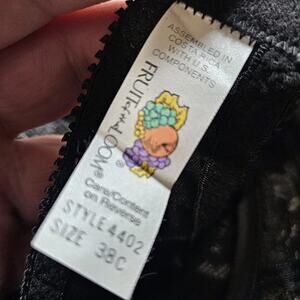 ASSEMBLED IN
COSTA RICA
WITH U.S.
COMPONENTS
FRUIT of the LOOM®
Care/Content
on Reverse
STYLE 4402
SIZE 38C